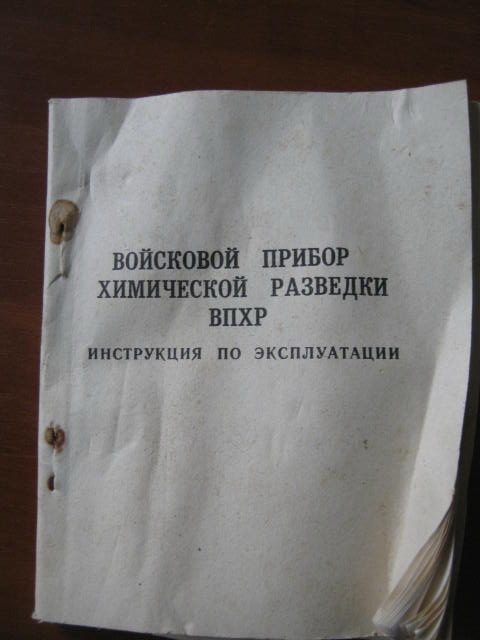 ВОЙСКОВОЙ ПРИБОР
ХИМИЧЕСКОЙ РАЗВЕДКИ
ВПХР
ИНСТРУКЦИЯ ПО ЭКСПЛУАТАЦИИ